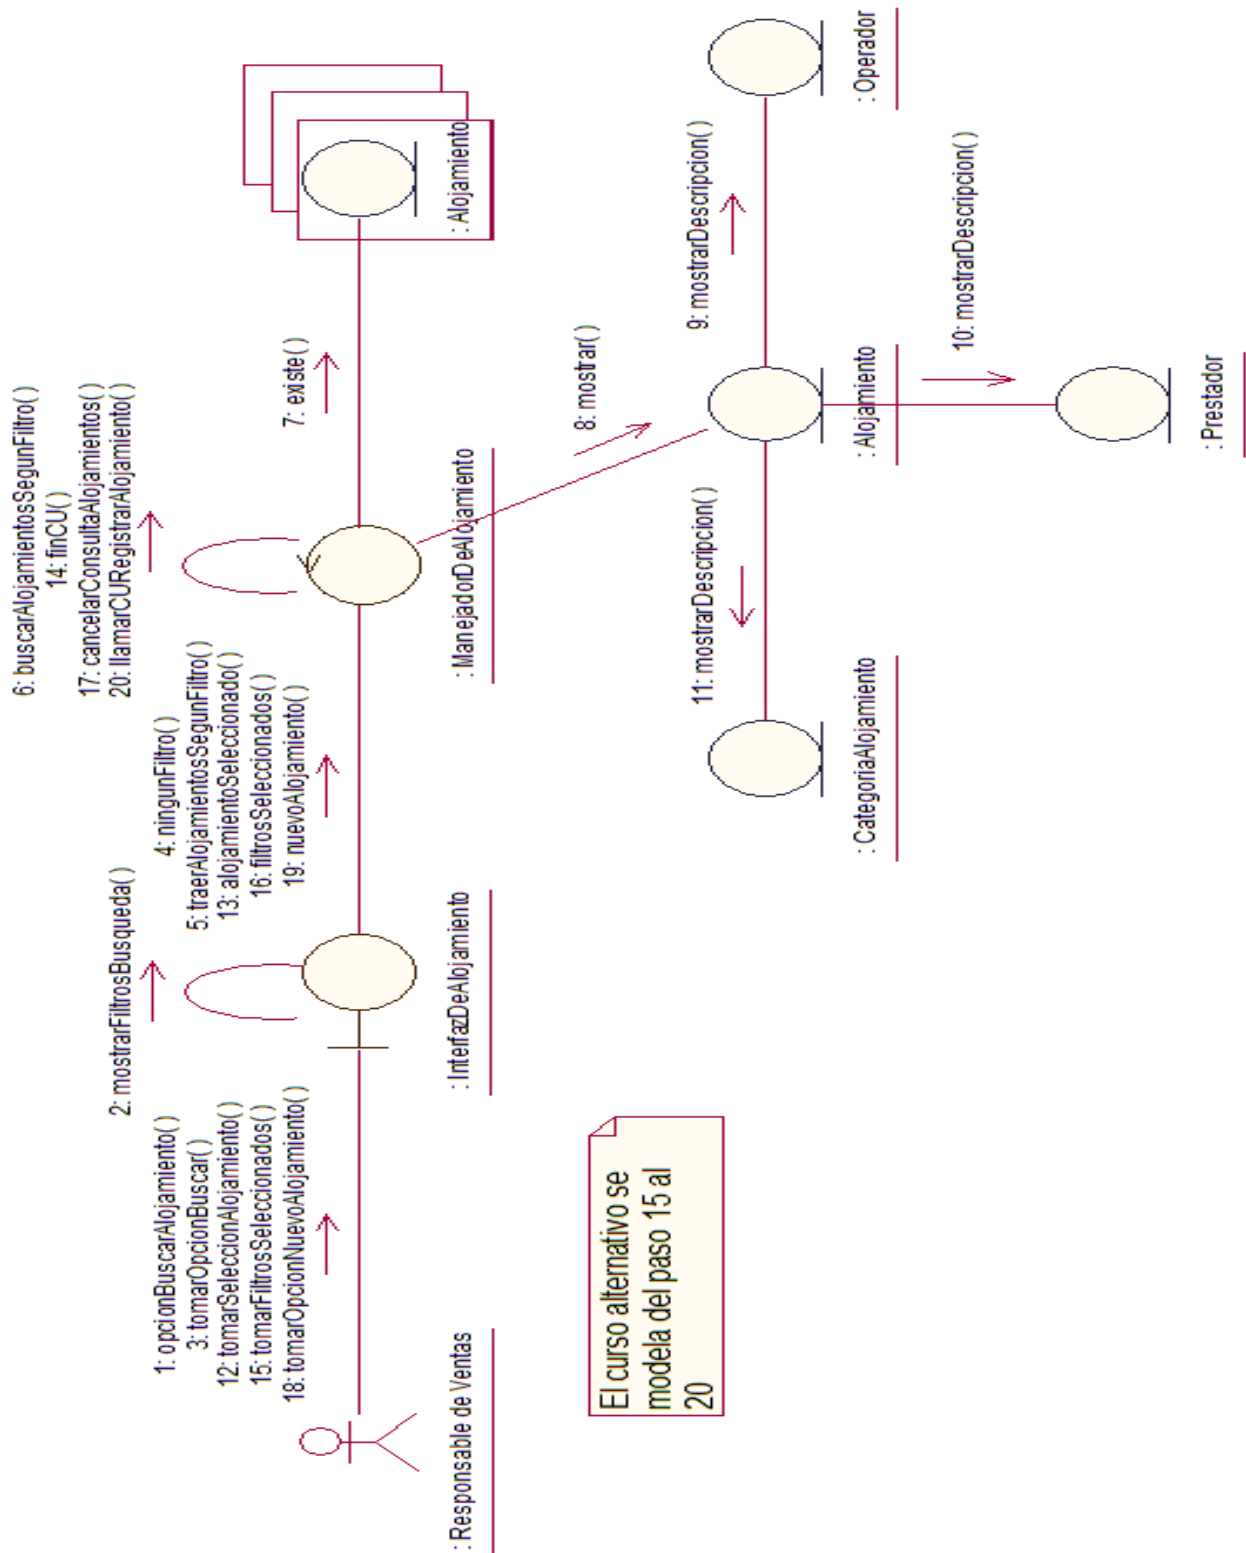 1: opcionBuscarAlojamiento( )
3: tomarOpcionBuscar( )
12: tomarSeleccionAlojamiento( )
15: tomarFiltrosSeleccionados( )
18: tomarOpcionNuevoAlojamiento( )
: Responsable de Ventas
2: mostrarFiltrosBusqueda( )
: InterfazDeAlojamiento
4: ningunFiltro( )
5: traerAlojamientosSegunFiltro( )
13: alojamientoSeleccionado( )
16: filtrosSeleccionados( )
19: nuevoAlojamiento( )
6: buscarAlojamientosSegunFiltro( )
14: finCU( )
17: cancelarConsultaAlojamientos( )
20: llamarCURegistrarAlojamiento( )
: ManejadorDeAlojamiento
7: existe( )
: Alojamiento
8: mostrar( )
11: mostrarDescripcion( )
9: mostrarDescripcion( )
: CategoriaAlojamiento
: Alojamiento
: Operador
10: mostrarDescripcion( )
: Prestador
El curso alternativo se
modela del paso 15 al
20